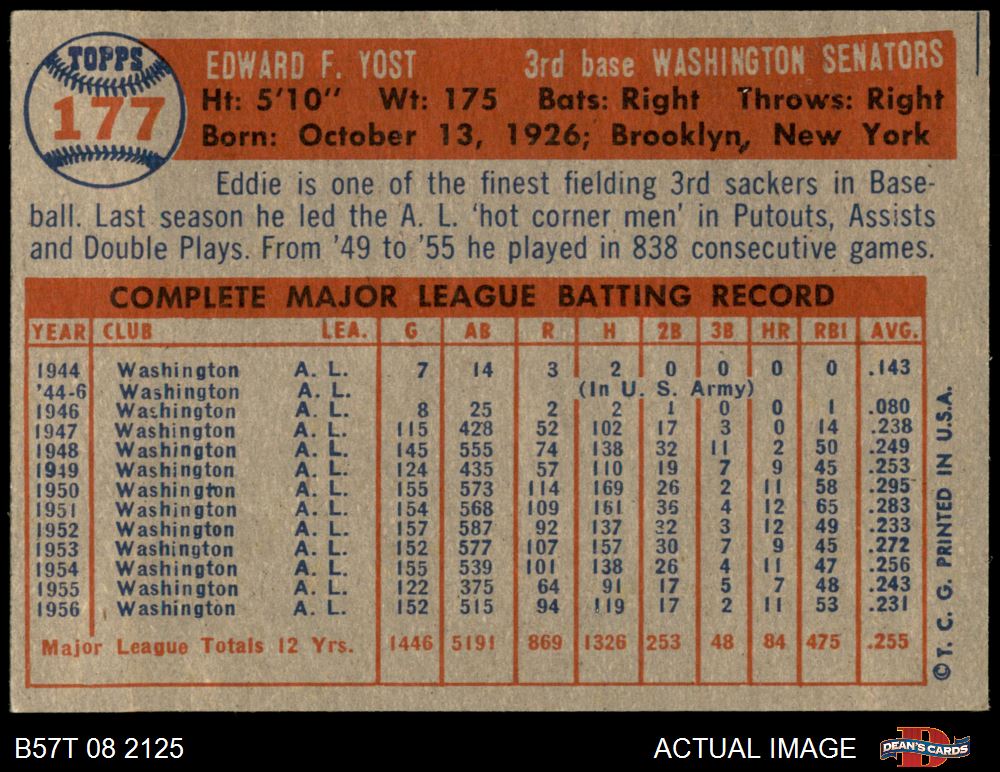 TOPPS
177
EDWARD F. YOST 3rd base WASHINGTON SENATORS
Ht: 5'10" Wt: 175 Bats: Right Throws: Right
Born: October 13, 1926; Brooklyn, New York
Eddie is one of the finest fielding 3rd sackers in Base-
ball. Last season he led the A. L. 'hot corner men' in Putouts, Assists
and Double Plays. From '49 to '55 he played in 838 consecutive games.
COMPLETE MAJOR LEAGUE BATTING RECORD
YEAR CLUB LEA. G AB R H 2B 3B HR RBI AVG.
1944 Washington A. L. 7 14 3 2 0 0 0 0 .143
'44-6 Washington A. L. (In U. S. Army)
1946 Washington A. L. 8 25 2 2 1 0 0 1 .080
1947 Washington A. L. 115 428 52 102 17 3 0 14 .238
1948 Washington A. L. 145 555 74 138 32 11 2 50 .249
1949 Washington A. L. 124 435 57 110 19 7 9 45 .253
1950 Washington A. L. 155 573 114 169 26 2 11 58 .295
1951 Washington A. L. 154 568 109 161 36 4 12 65 .283
1952 Washington A. L. 157 587 92 137 32 3 12 49 .233
1953 Washington A. L. 152 577 107 157 30 7 9 45 .272
1954 Washington A. L. 155 539 101 138 26 4 11 47 .256
1955 Washington A. L. 122 375 64 91 17 5 7 48 .243
1956 Washington A. L. 152 515 94 119 17 2 11 53 .231
Major League Totals 12 Yrs. 1446 5191 869 1326 253 48 84 475 .255
© T. C. G. PRINTED IN U.S.A.
B57T 08 2125 ACTUAL IMAGE
DEAN'S CARDS